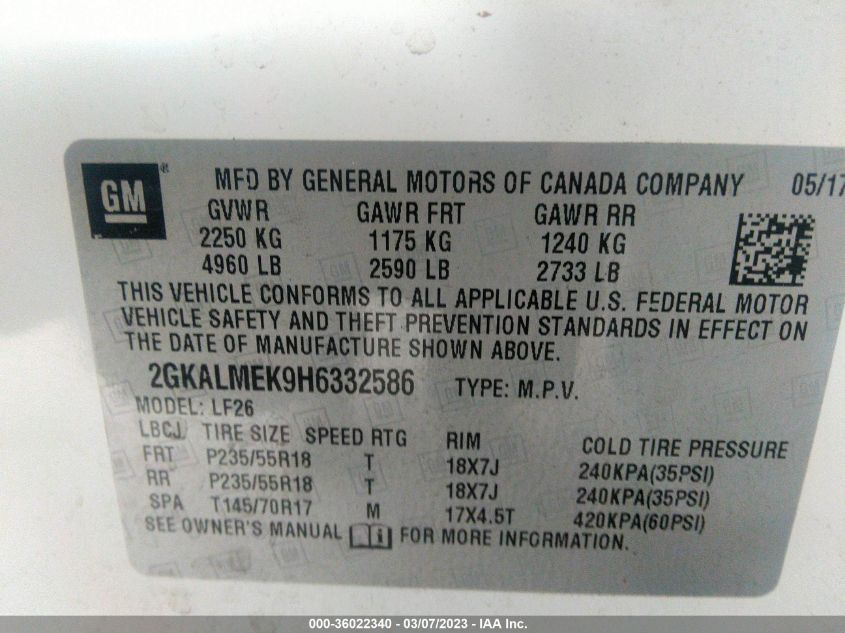 GM ® MFD BY GENERAL MOTORS OF CANADA COMPANY 05/17
GVWR GAWR FRT GAWR RR
2250 KG 1175 KG 1240 KG
4960 LB 2590 LB 2733 LB
THIS VEHICLE CONFORMS TO ALL APPLICABLE U.S. FEDERAL MOTOR
VEHICLE SAFETY AND THEFT PREVENTION STANDARDS IN EFFECT ON
THE DATE OF MANUFACTURE SHOWN ABOVE.
2GKALMEK9H6332586 TYPE: M.P.V.
MODEL: LF26
LBCJ TIRE SIZE SPEED RTG RIM COLD TIRE PRESSURE
FRT P235/55R18 T 18X7J 240KPA(35PSI)
RR P235/55R18 T 18X7J 240KPA(35PSI)
SPA T145/70R17 M 17X4.5T 420KPA(60PSI)
SEE OWNER'S MANUAL i FOR MORE INFORMATION.
000-36022340 - 03/07/2023 - IAA Inc.